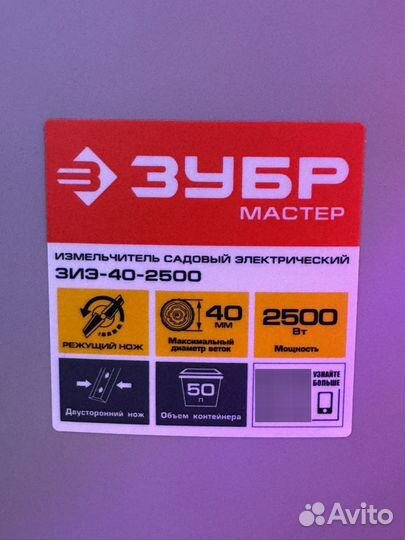 ЗУБР
МАСТЕР
ИЗМЕЛЬЧИТЕЛЬ САДОВЫЙ ЭЛЕКТРИЧЕСКИЙ
ЗИЭ-40-2500
РЕЖУЩИЙ НОЖ
40
ММ
Максимальный
диаметр веток
2500
Вт
Мощность
Двусторонний нож
50
л
Объем контейнера
УЗНАЙТЕ
БОЛЬШЕ
Avito